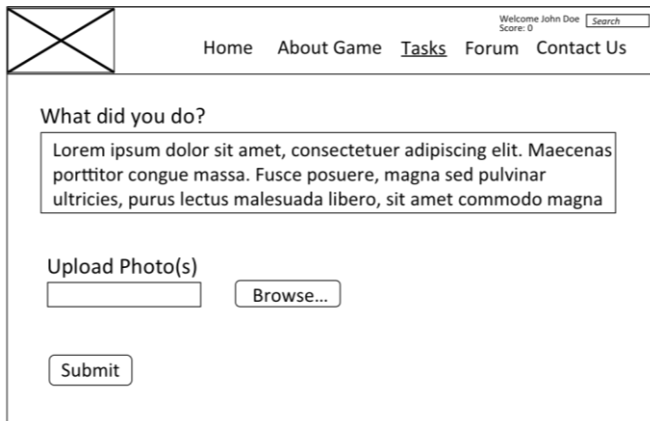 Welcome John Doe
Score: 0
Search
Home About Game Tasks Forum Contact Us
What did you do?
Lorem ipsum dolor sit amet, consectetuer adipiscing elit. Maecenas
porttitor congue massa. Fusce posuere, magna sed pulvinar
ultricies, purus lectus malesuada libero, sit amet commodo magna
Upload Photo(s)
Browse...
Submit